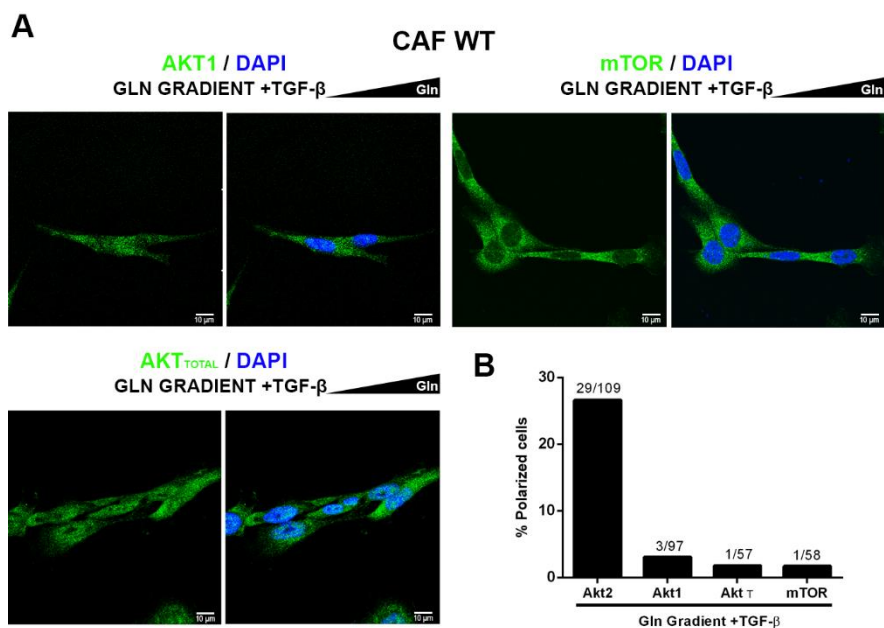 A
CAF WT
AKT1 / DAPI
GLN GRADIENT +TGF-β
Gln
10 μm
10 μm
mTOR / DAPI
GLN GRADIENT +TGF-β
Gln
10 μm
10 μm
AKTTOTAL / DAPI
GLN GRADIENT +TGF-β
Gln
10 μm
10 μm
B
% Polarized cells
30
20
10
0
29/109
3/97
1/57
1/58
Akt2 Akt1 Akt T mTOR
Gln Gradient +TGF-β